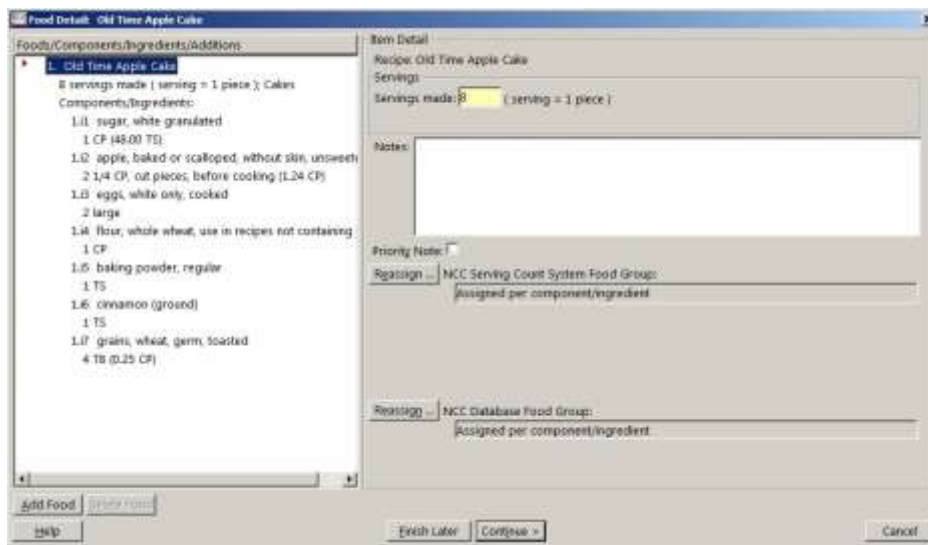 Food Detail: Old Time Apple Cake
Foods/Components/Ingredients/Additions
1. Old Time Apple Cake
8 servings made ( serving = 1 piece ); Cakes
Components/Ingredients:
1.i1 sugar, white granulated
1 CP (48.00 TS)
1.i2 apple, baked or scalloped, without skin, unsweeh
2 1/4 CP, cut pieces, before cooking (1.24 CP)
1.i3 eggs, white only, cooked
2 large
1.i4 flour, whole wheat, use in recipes not containing
1 CP
1.i5 baking powder, regular
1 TS
1.i6 cinnamon (ground)
1 TS
1.i7 grains, wheat, germ, toasted
4 TB (0.25 CP)
Item Detail
Recipe: Old Time Apple Cake
Servings
Servings made: 8 ( serving = 1 piece )
Notes:
Priority Note:
Reassign ... NCC Serving Count System Food Group:
Assigned per component/ingredient
Reassign ... NCC Database Food Group:
Assigned per component/ingredient
Add Food Delete Food
Help Finish Later Continue > Cancel